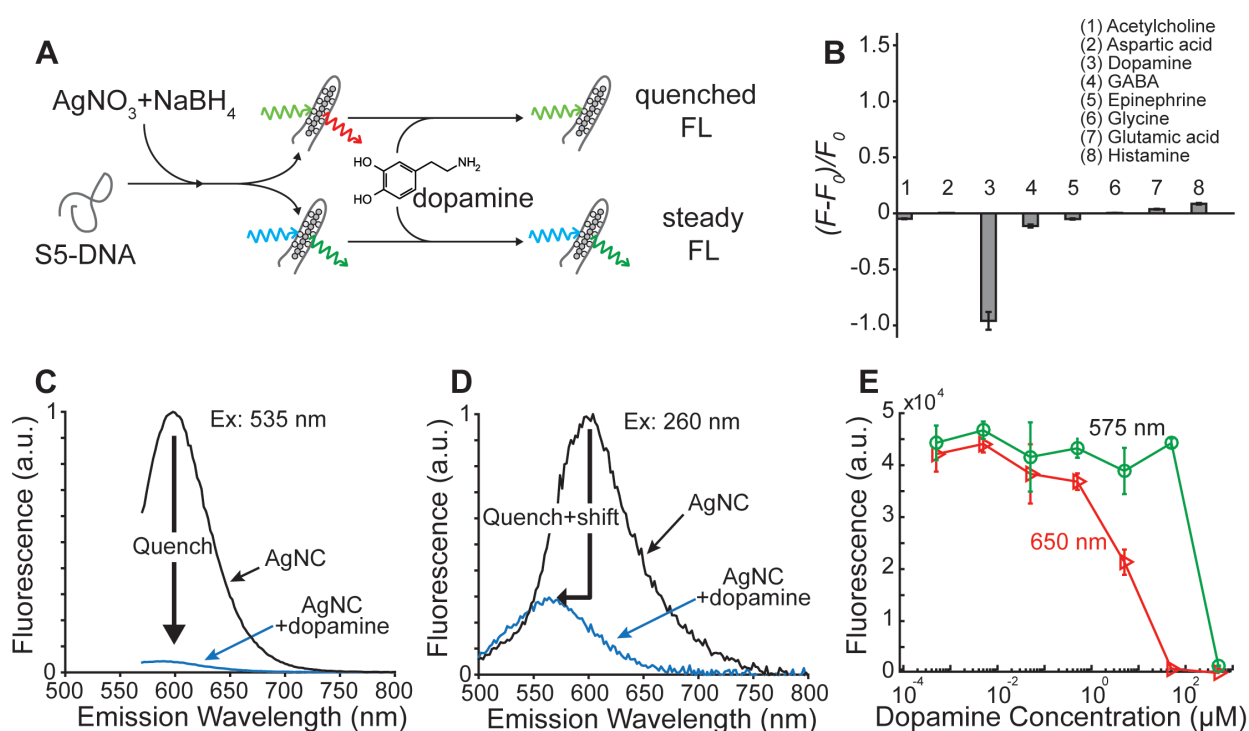 A
AgNO3+NaBH4
S5-DNA
HO
HO
NH2
dopamine
quenched
FL
steady
FL
B
(F-F0)/F0
1.5
1.0
0.5
0
-0.5
-1.0
1 2 3 4 5 6 7 8
(1) Acetylcholine
(2) Aspartic acid
(3) Dopamine
(4) GABA
(5) Epinephrine
(6) Glycine
(7) Glutamic acid
(8) Histamine
C
Fluorescence (a.u.)
1
0
Ex: 535 nm
Quench
AgNC
AgNC
+dopamine
500 550 600 650 700 750 800
Emission Wavelength (nm)
D
Fluorescence (a.u.)
1
0
Ex: 260 nm
Quench+shift
AgNC
AgNC
+dopamine
500 550 600 650 700 750 800
Emission Wavelength (nm)
E
Fluorescence (a.u.)
x10^4
5
4
3
2
1
0
575 nm
650 nm
10^-4 10^-2 10^0 10^2
Dopamine Concentration (µM)